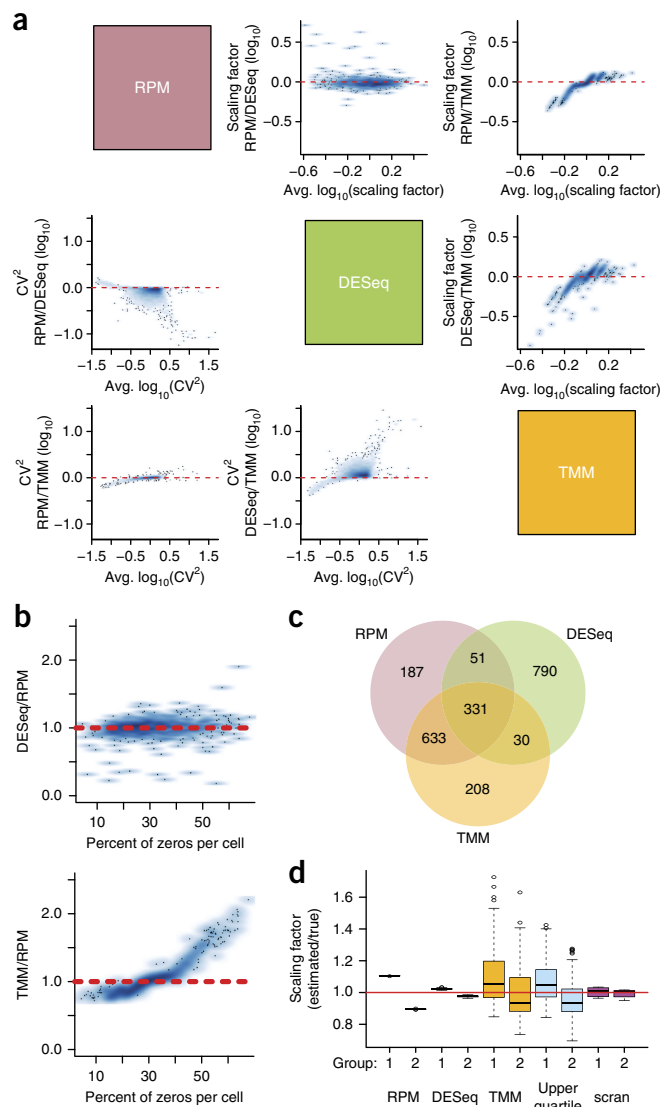 a
RPM
Scaling factor
RPM/DESeq (log10)
0.5
0.0
−0.5
−0.6
−0.2
0.2
Avg. log10(scaling factor)
Scaling factor
RPM/TMM (log10)
0.5
0.0
−0.5
−0.6
−0.2
0.2
Avg. log10(scaling factor)
CV2
RPM/DESeq (log10)
1.0
0.0
−1.0
−1.5
−0.5
0.5
1.5
Avg. log10(CV2)
DESeq
Scaling factor
DESeq/TMM (log10)
0.5
0.0
−0.5
−0.6
−0.2
0.2
Avg. log10(scaling factor)
CV2
RPM/TMM (log10)
1.0
0.0
−1.0
−1.5
−0.5
0.5
1.5
Avg. log10(CV2)
CV2
DESeq/TMM (log10)
1.0
0.0
−1.0
−1.5
−0.5
0.5
1.5
Avg. log10(CV2)
TMM
b
DESeq/RPM
2.0
1.0
0.0
10
30
50
Percent of zeros per cell
TMM/RPM
2.0
1.0
0.0
10
30
50
Percent of zeros per cell
c
RPM
DESeq
187
51
790
331
633
30
208
TMM
d
Scaling factor
(estimated/true)
1.6
1.4
1.2
1.0
0.8
Group: 1 2 1 2 1 2 1 2 1 2
RPM DESeq TMM Upper quartile scran